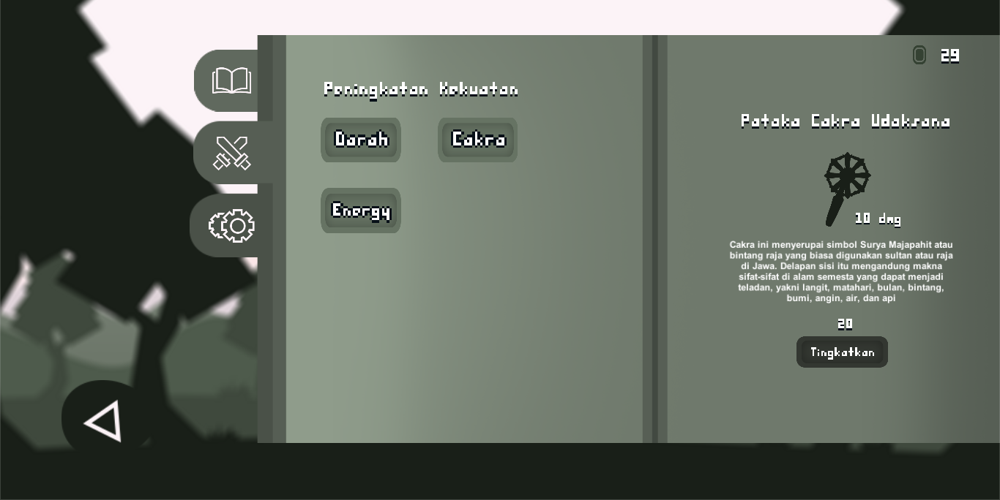 29
Peningkatan Kekuatan
Darah
Cakra
Energy
Pataka Cakra Udaksana
10 dmg
Cakra ini menyerupai simbol Surya Majapahit atau
bintang raja yang biasa digunakan sultan atau raja
di Jawa. Delapan sisi itu mengandung makna
sifat-sifat di alam semesta yang dapat menjadi
teladan, yakni langit, matahari, bulan, bintang,
bumi, angin, air, dan api
20
Tingkatkan